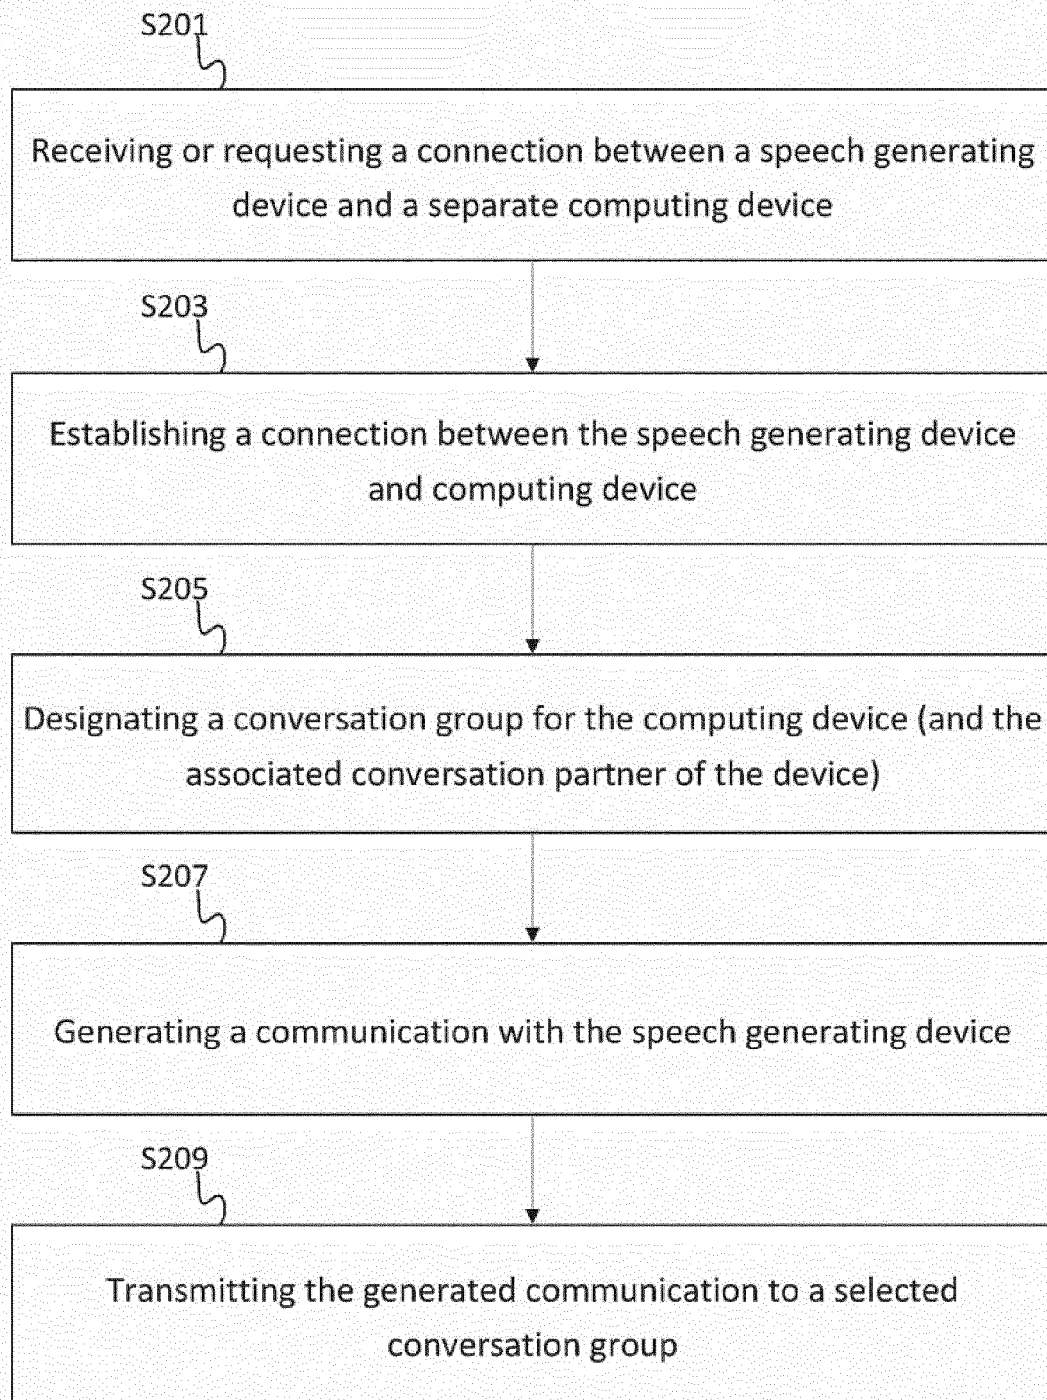 S201
Receiving or requesting a connection between a speech generating
device and a separate computing device
S203
Establishing a connection between the speech generating device
and computing device
S205
Designating a conversation group for the computing device (and the
associated conversation partner of the device)
S207
Generating a communication with the speech generating device
S209
Transmitting the generated communication to a selected
conversation group